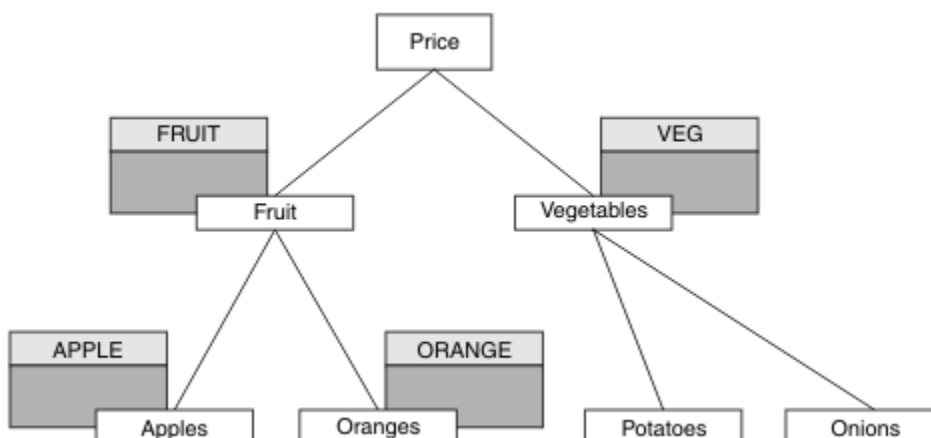 Price
FRUIT
VEG
Fruit
Vegetables
APPLE
ORANGE
Apples
Oranges
Potatoes
Onions